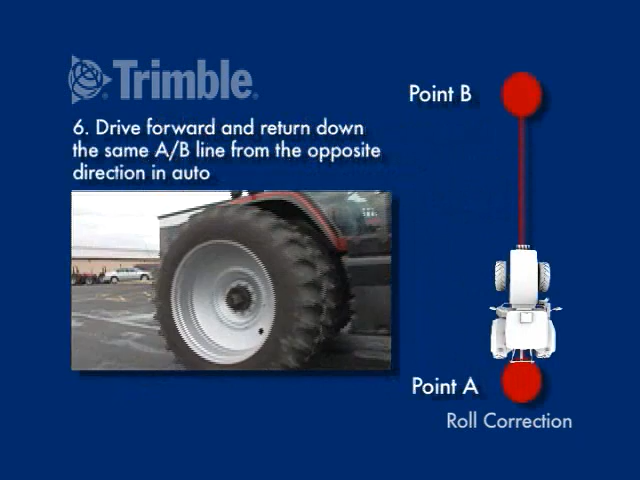 Trimble
6. Drive forward and return down
the same A/B line from the opposite
direction in auto
Point B
Point A
Roll Correction